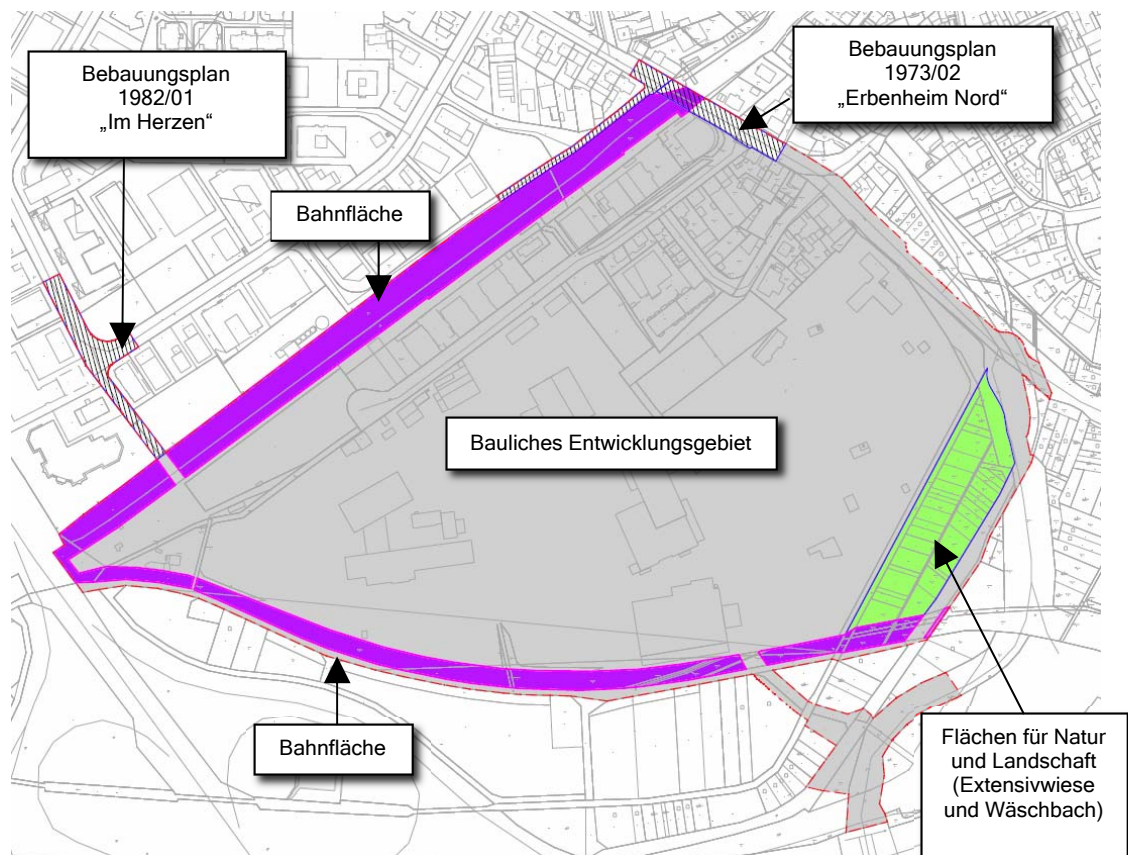 Bebauungsplan
1982/01
„Im Herzen“
Bebauungsplan
1973/02
„Erbenheim Nord“
Bahnfläche
Bauliches Entwicklungsgebiet
Bahnfläche
Flächen für Natur
und Landschaft
(Extensivwiese
und Wäschbach)